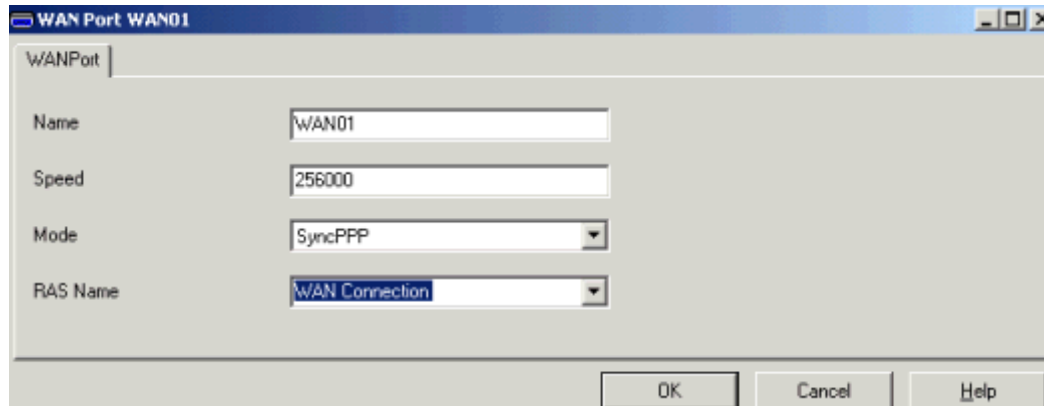 WAN Port WAN01
WANPort
Name WAN01
Speed 256000
Mode SyncPPP
RAS Name WAN Connection
OK Cancel Help